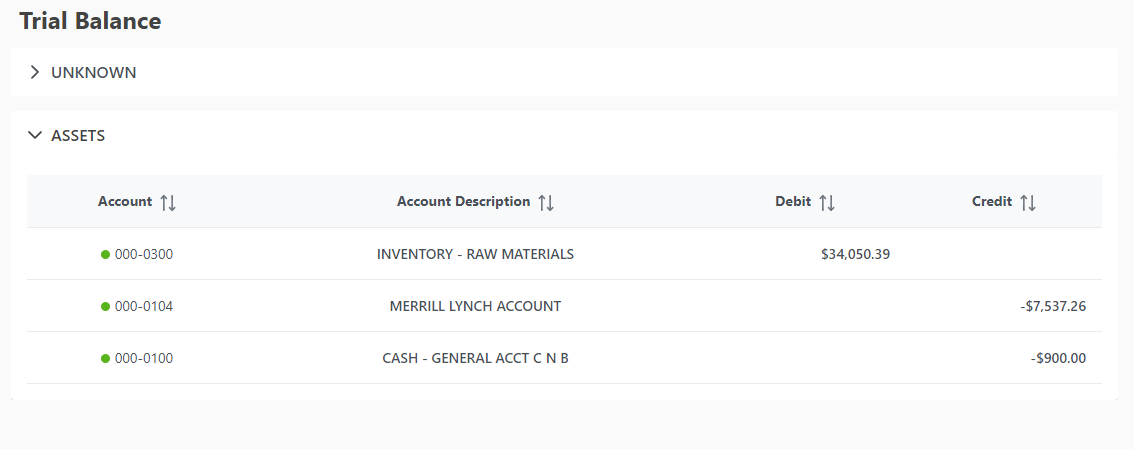 Trial Balance
UNKNOWN
ASSETS
Account Account Description Debit Credit
000-0300 INVENTORY - RAW MATERIALS $34,050.39
000-0104 MERRILL LYNCH ACCOUNT -$7,537.26
000-0100 CASH - GENERAL ACCT C N B -$900.00